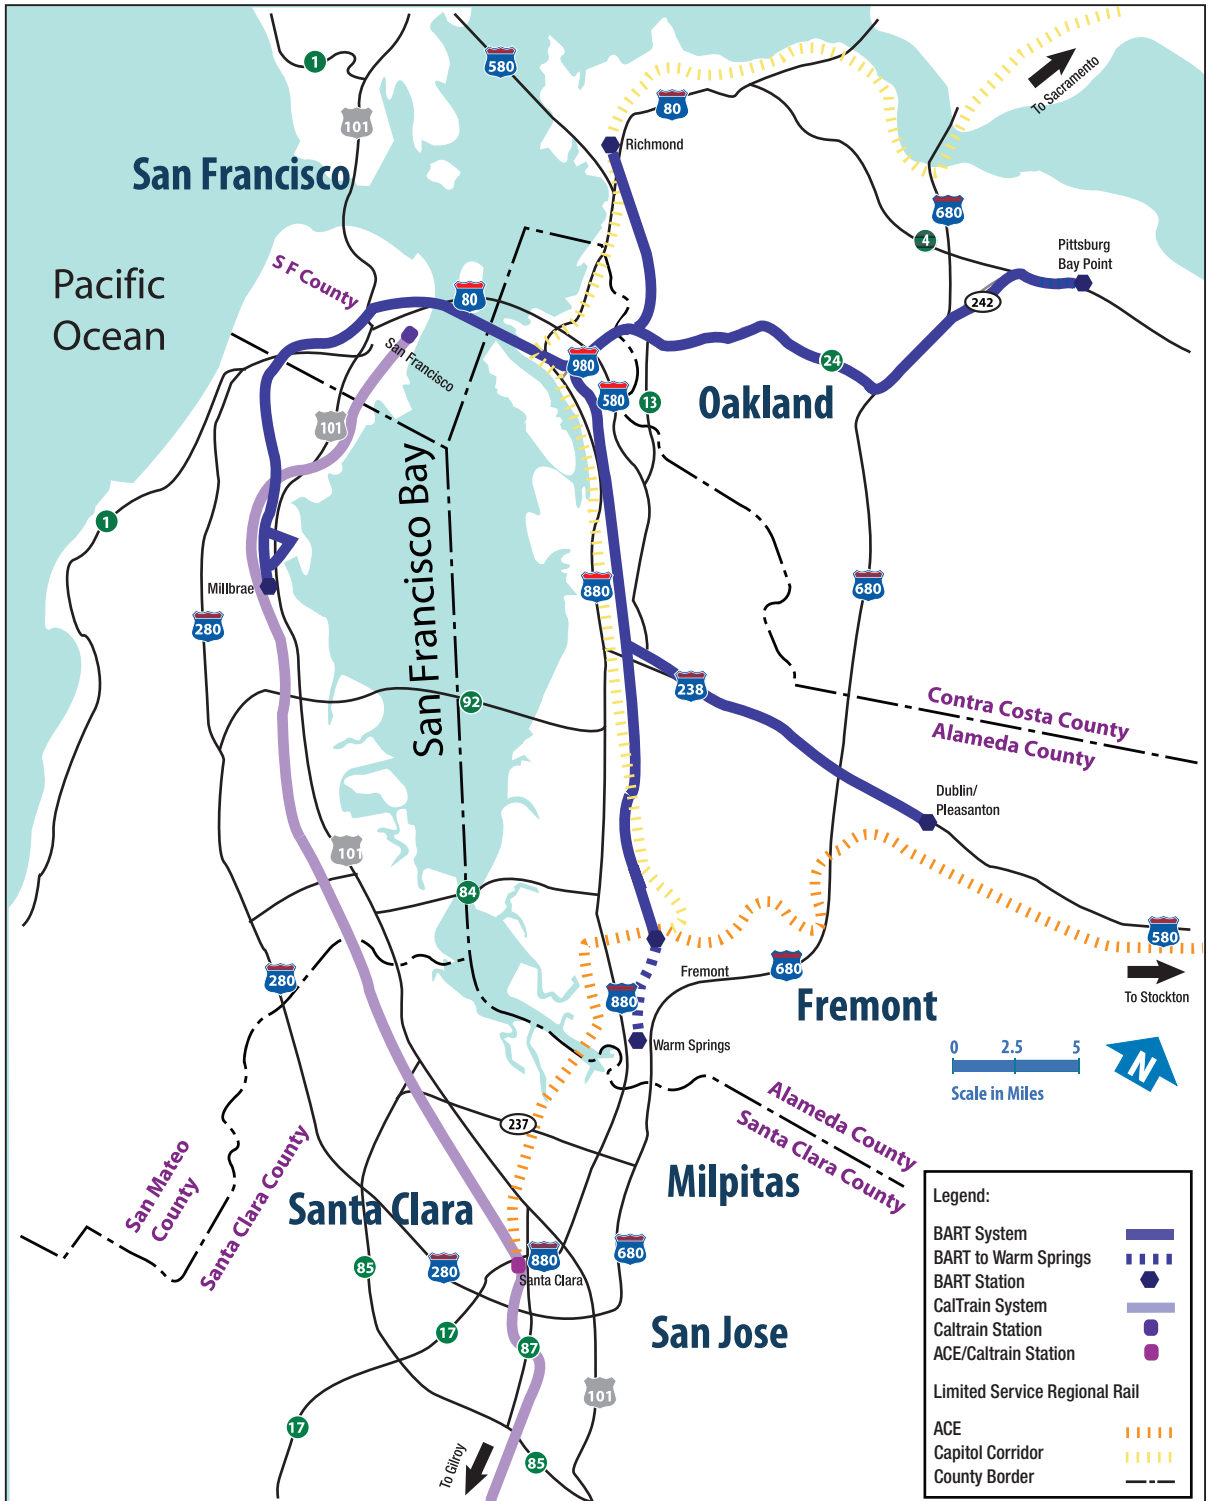 1
101
580
80
To Sacramento
Richmond
San Francisco
680
4
Pittsburg
Bay Point
S F County
Pacific
Ocean
80
242
San Francisco
980
24
580
13
Oakland
101
San Francisco Bay
1
Millbrae
280
880
680
238
92
Contra Costa County
Alameda County
Dublin/
Pleasanton
101
84
580
280
880
Fremont
680
To Stockton
Fremont
Warm Springs
0 2.5 5
Scale in Miles
N
237
Alameda County
Santa Clara County
San Mateo
County
Santa Clara County
Milpitas
Santa Clara
85
280
880
680
Santa Clara
17
87
San Jose
101
17
To Gilroy
85
Legend:
BART System
BART to Warm Springs
BART Station
CalTrain System
Caltrain Station
ACE/Caltrain Station
Limited Service Regional Rail
ACE
Capitol Corridor
County Border